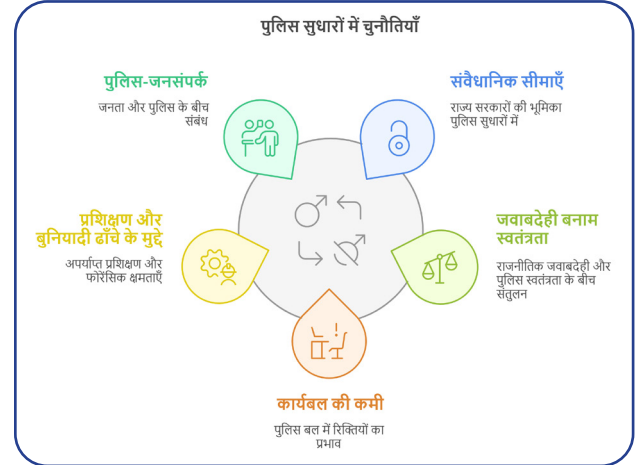 पुलिस सुधारों में चुनौतियाँ
पुलिस-जनसंपर्क
जनता और पुलिस के बीच
संबंध
संवैधानिक सीमाएँ
राज्य सरकारों की भूमिका
पुलिस सुधारों में
प्रशिक्षण और
बुनियादी ढाँचे के मुद्दे
अपर्याप्त प्रशिक्षण और
फोरेंसिक क्षमताएँ
जवाबदेही बनाम
स्वतंत्रता
राजनीतिक जवाबदेही और
पुलिस स्वतंत्रता के बीच
संतुलन
कार्यबल की कमी
पुलिस बल में रिक्तियों का
प्रभाव